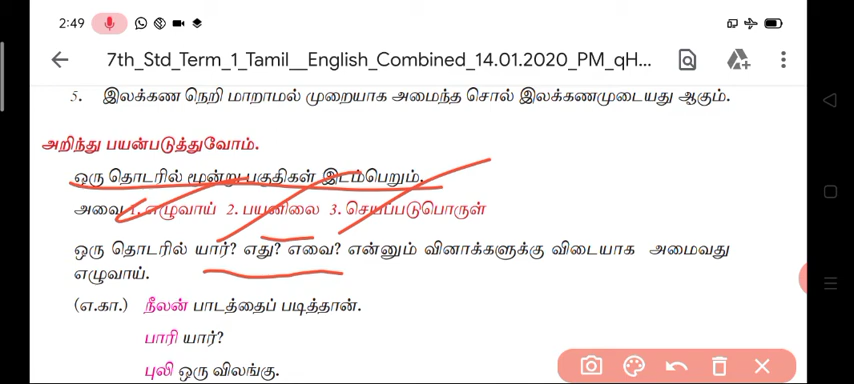 2:49
7th_Std_Term_1_Tamil__English_Combined_14.01.2020_PM_qH...
5. இலக்கண நெறி மாறாமல் முறையாக அமைந்த சொல் இலக்கணமுடையது ஆகும்.
அறிந்து பயன்படுத்துவோம்.
ஒரு தொடரில் மூன்று பகுதிகள் இடம்பெறும்.
அவை 1. எழுவாய் 2. பயனிலை 3. செயப்படுபொருள்
ஒரு தொடரில் யார்? எது? எவை? என்னும் வினாக்களுக்கு விடையாக அமைவது
எழுவாய்.
(எ.கா.) நீலன் பாடத்தைப் படித்தான்.
பாரி யார்?
புலி ஒரு விலங்கு.